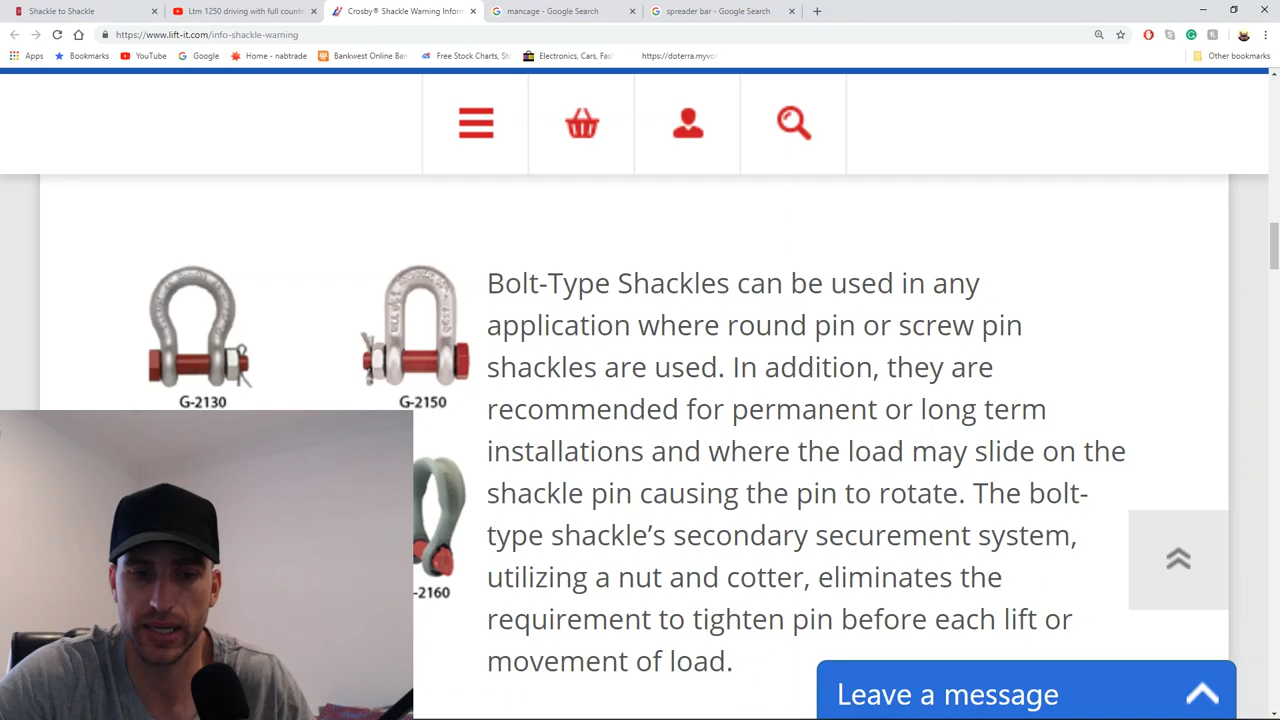 Shackle to Shackle
Ltm 1250 driving with full count
Crosby® Shackle Warning Inform
mancage - Google Search
spreader bar - Google Search
https://www.lift-it.com/info-shackle-warning
Apps
Bookmarks
YouTube
Google
Home - nabtrade
Bankwest Online Ban
Free Stock Charts, St
Electronics, Cars, Fas
https://doterra.myvo
Other bookmarks
G-2130
G-2150
-2160
Bolt-Type Shackles can be used in any
application where round pin or screw pin
shackles are used. In addition, they are
recommended for permanent or long term
installations and where the load may slide on the
shackle pin causing the pin to rotate. The bolt-
type shackle’s secondary securement system,
utilizing a nut and cotter, eliminates the
requirement to tighten pin before each lift or
movement of load.
Leave a message